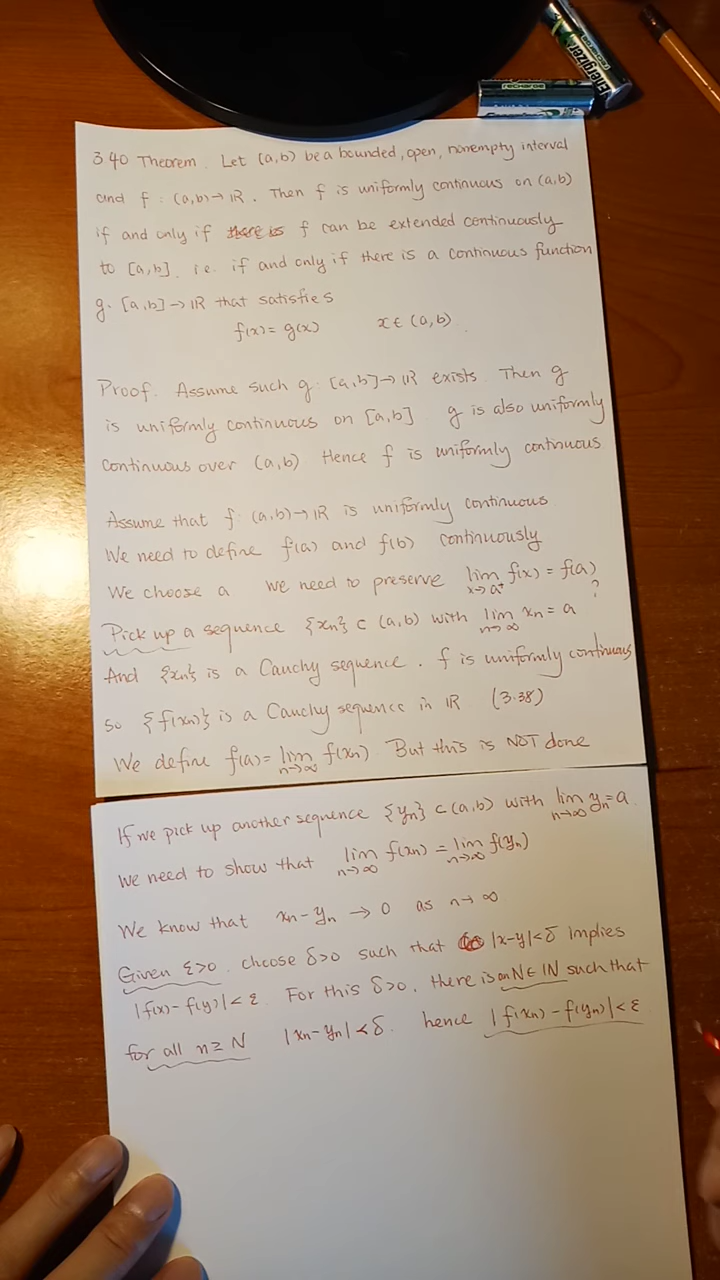 Energizer
recharge
3.40 Theorem. Let (a,b) be a bounded, open, nonempty interval
and f : (a,b) → ℝ. Then f is uniformly continuous on (a,b)
if and only if there is f can be extended continuously
to [a,b]. i.e. if and only if there is a continuous function
g: [a,b] → ℝ that satisfies
f(x) = g(x) x ∈ (a,b).
Proof. Assume such g: [a,b] → ℝ exists. Then g
is uniformly continuous on [a,b] g is also uniformly
continuous over (a,b) Hence f is uniformly continuous
Assume that f: (a,b) → ℝ is uniformly continuous.
We need to define f(a) and f(b) continuously
We choose a we need to preserve lim x→a⁺ f(x) = f(a)
?
Pick up a sequence {xn} ⊂ (a,b) with lim n→∞ xn = a
And {xn} is a Cauchy sequence. f is uniformly continuous
so {f(xn)} is a Cauchy sequence in ℝ (3.38)
We define f(a) = lim n→∞ f(xn) But this is NOT done
If we pick up another sequence {yn} ⊂ (a,b) with lim n→∞ yn = a.
we need to show that lim n→∞ f(xn) = lim n→∞ f(yn)
We know that xn - yn → 0 as n → ∞
Given ε>0. choose δ>0 such that |x-y|<δ implies
|f(x) - f(y)| < ε. For this δ>0, there is an N ∈ ℕ such that
for all n ≥ N |xn - yn| < δ. hence |f(xn) - f(yn)| < ε